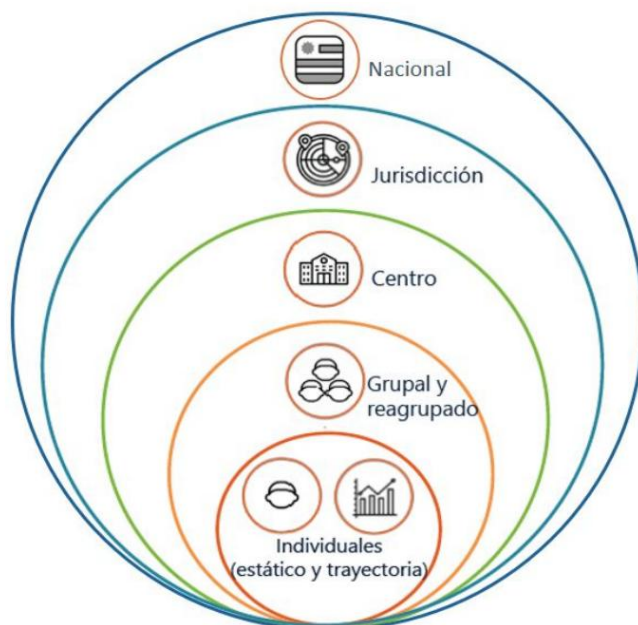 Nacional
Jurisdicción
Centro
Grupal y
reagrupado
Individuales
(estático y trayectoria)